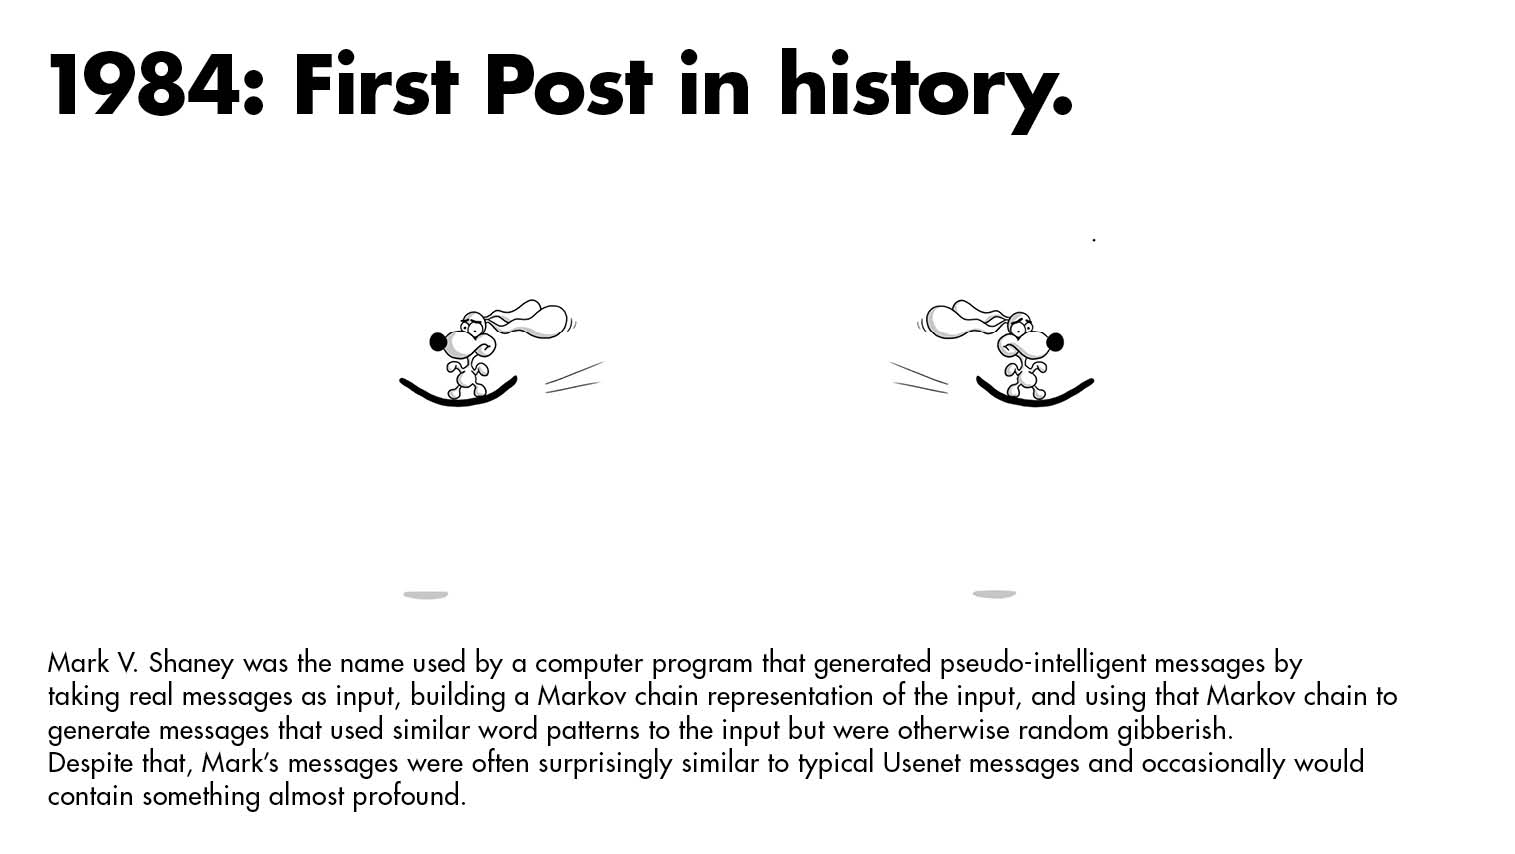 1984: First Post in history.
Mark V. Shaney was the name used by a computer program that generated pseudo-intelligent messages by
taking real messages as input, building a Markov chain representation of the input, and using that Markov chain to
generate messages that used similar word patterns to the input but were otherwise random gibberish.
Despite that, Mark’s messages were often surprisingly similar to typical Usenet messages and occasionally would
contain something almost profound.